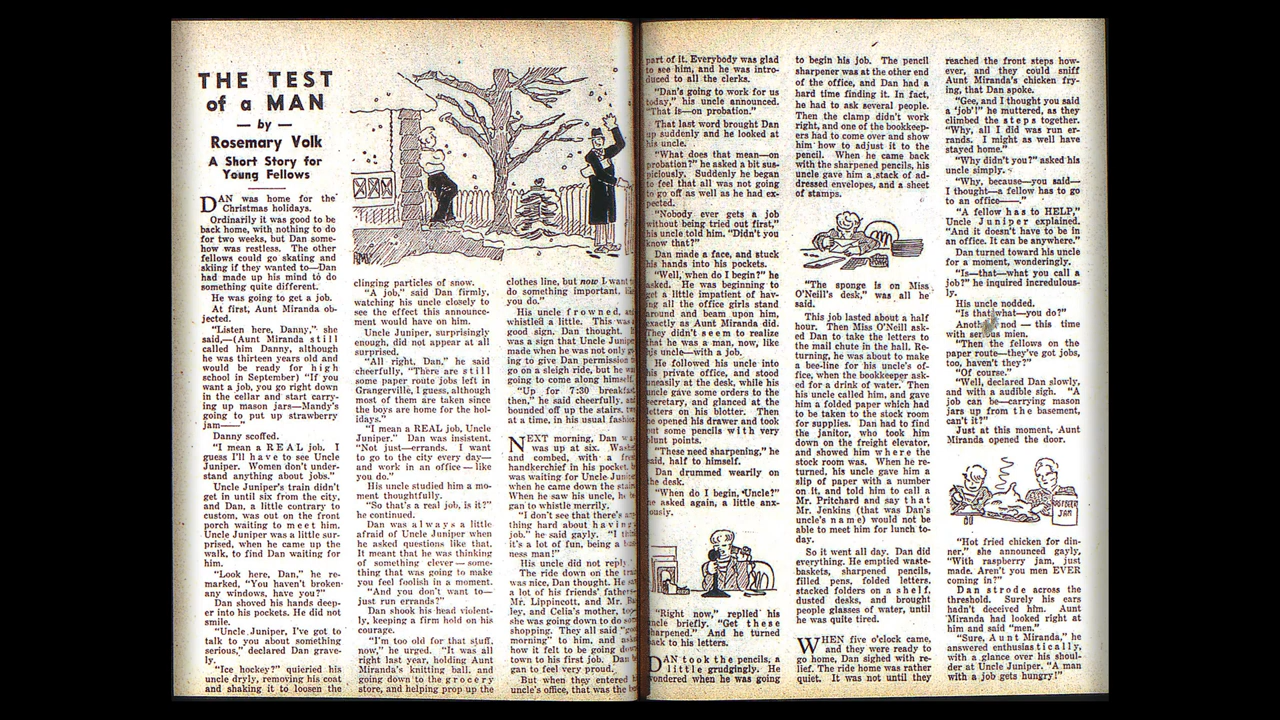 THE TEST
of a MAN
— by —
Rosemary Volk
A Short Story for
Young Fellows
DAN was home for the
Christmas holidays.
Ordinarily it was good to be
back home, with nothing to do
for two weeks, but Dan some-
how was restless. The other
fellows could go skating and
skiing if they wanted to—Dan
had made up his mind to do
something quite different.
He was going to get a job.
At first, Aunt Miranda ob-
jected.
"Listen here, Danny," she
said,—(Aunt Miranda still
called him Danny, although
he was thirteen years old and
would be ready for high
school in September) "If you
want a job, you go right down
in the cellar and start carry-
ing up mason jars—Mandy's
going to put up strawberry
jam——"
Danny scoffed.
"I mean a REAL job. I
guess I'll have to see Uncle
Juniper. Women don't under-
stand anything about jobs."
Uncle Juniper's train didn't
get in until six from the city,
and Dan, a little contrary to
custom, was out on the front
porch waiting to meet him.
Uncle Juniper was a little sur-
prised, when he came up the
walk, to find Dan waiting for
him.
"Look here, Dan," he re-
marked, "You haven't broken
any windows, have you?"
Dan shoved his hands deep-
er into his pockets. He did not
smile.
"Uncle Juniper, I've got to
talk to you about something
serious," declared Dan grave-
ly.
"Ice hockey?" quieried his
uncle dryly, removing his coat
and shaking it to loosen the
clinging particles of snow.
"A job," said Dan firmly,
watching his uncle closely to
see the effect this announce-
ment would have on him.
Uncle Juniper, surprisingly
enough, did not appear at all
surprised.
"All right, Dan," he said
cheerfully, "There are still
some paper route jobs left in
Grangerville, I guess, although
most of them are taken since
the boys are home for the hol-
idays."
"I mean a REAL job, Uncle
Juniper." Dan was insistent.
"Not just—errands. I want
to go to the city every day—
and work in an office—like
you do."
His uncle studied him a mo-
ment thoughtfully.
"So that's a real job, is it?"
he continued.
Dan was always a little
afraid of Uncle Juniper when
he asked questions like that.
It meant that he was thinking
of something clever—some-
thing that was going to make
you feel foolish in a moment.
"And you don't want to—
just run errands?"
Dan shook his head violent-
ly, keeping a firm hold on his
courage.
"I'm too old for that stuff,
now," he urged. "It was all
right last year, holding Aunt
Miranda's knitting ball, and
going down to the grocery
store, and helping prop up the
clothes line, but now I want to
do something important, like
you do."
His uncle frowned, and
whistled a little. This was a
good sign, Dan thought. It
was a sign that Uncle Juniper
made when he was not only go-
ing to give Dan permission to
go on a sleigh ride, but he was
going to come along himself.
"Up for 7:30 breakfast
then," he said cheerfully, and
bounded off up the stairs, two
at a time, in his usual fashion.
NEXT morning, Dan was
was up at six. Washed
and combed, with a fresh
handkerchief in his pocket, he
was waiting for Uncle Juniper
when he came down the stairs.
When he saw his uncle, he be-
gan to whistle merrily.
"I don't see that there's any-
thing hard about having a
job," he said gayly. "I think
it's a lot of fun, being a busi-
ness man!"
His uncle did not reply.
The ride down on the train
was nice, Dan thought. He saw
a lot of his friends' fathers—
Mr. Lippincott, and Mr.
ley, and Celia's mother,
she was going down to do some
shopping. They all said "good
morning" to him, and asked
how it felt to be going down
town to his first job. Dan be-
gan to feel very proud.
But when they entered his
uncle's office, that was the best
part of it. Everybody was glad
to see him, and he was intro-
duced to all the clerks.
"Dan's going to work for us
today," his uncle announced.
"That is—on probation."
That last word brought Dan
up suddenly and he looked at
his uncle.
"What does that mean—on
probation?" he asked a bit sus-
piciously. Suddenly he began
to feel that all was not going
to go off as well as he had ex-
pected.
"Nobody ever gets a job
without being tried out first,"
his uncle told him. "Didn't you
know that?"
Dan made a face, and stuck
his hands into his pockets.
"Well, when do I begin?" he
asked. He was beginning to
get a little impatient of hav-
ing all the office girls stand
around and beam upon him,
exactly as Aunt Miranda did.
They didn't seem to realize
that he was a man, now, like
his uncle—with a job.
He followed his uncle into
his private office, and stood
uneasily at the desk, while his
uncle gave some orders to the
secretary, and glanced at the
letters on his blotter. Then
he opened his drawer and took
out some pencils with very
blunt points.
"These need sharpening," he
said, half to himself.
Dan drummed wearily on
the desk.
"When do I begin, Uncle?"
he asked again, a little anx-
iously.
"Right now," replied his
uncle briefly. "Get these
sharpened." And he turned
back to his letters.
DAN took the pencils, a
little grudgingly. He
wondered when he was going
to begin his job. The pencil
sharpener was at the other end
of the office, and Dan had a
hard time finding it. In fact,
he had to ask several people.
Then the clamp didn't work
right, and one of the bookkeep-
ers had to come over and show
him how to adjust it to the
pencil. When he came back
with the sharpened pencils, his
uncle gave him a stack of ad-
dressed envelopes, and a sheet
of stamps.
"The sponge is on Miss
O'Neill's desk," was all he
said.
This job lasted about a half
hour. Then Miss O'Neill ask-
ed Dan to take the letters to
the mail chute in the hall. Re-
turning, he was about to make
a bee-line for his uncle's of-
fice, when the bookkeeper ask-
ed for a drink of water. Then
his uncle called him, and gave
him a folded paper which had
to be taken to the stock room
for supplies. Dan had to find
the janitor, who took him
down on the freight elevator,
and showed him where the
stock room was. When he re-
turned, his uncle gave him a
slip of paper with a number
on it, and told him to call a
Mr. Pritchard and say that
Mr. Jenkins (that was Dan's
uncle's name) would not be
able to meet him for lunch to-
day.
So it went all day. Dan did
everything. He emptied waste-
baskets, sharpened pencils,
filled pens, folded letters,
stacked folders on a shelf,
dusted desks, and brought
people glasses of water, until
he was quite tired.
WHEN five o'clock came,
and they were ready to
go home, Dan sighed with re-
lief. The ride home was rather
quiet. It was not until they
reached the front steps how-
ever, and they could sniff
Aunt Miranda's chicken fry-
ing, that Dan spoke.
"Gee, and I thought you said
a 'job'!" he muttered, as they
climbed the steps together.
"Why, all I did was run er-
rands. I might as well have
stayed home."
"Why didn't you?" asked his
uncle simply.
"Why, because—you said—
I thought—a fellow has to go
to an office——."
"A fellow has to HELP,"
Uncle Juniper explained.
"And it doesn't have to be in
an office. It can be anywhere."
Dan turned toward his uncle
for a moment, wonderingly.
"Is—that—what you call a
job?" he inquired incredulous-
ly.
His uncle nodded.
"Is that what—you do?"
Another nod — this time
with serious mien.
"Then the fellows on the
paper route—they've got jobs,
too, haven't they?"
"Of course."
"Well, declared Dan slowly,
and with a audible sigh. "A
job can be—carrying mason
jars up from the basement,
can't it?"
Just at this moment, Aunt
Miranda opened the door.
RASPBERRY
JAM
"Hot fried chicken for din-
ner," she announced gayly,
"With raspberry jam, just
made. Aren't you men EVER
coming in?"
Dan strode across the
threshold. Surely his ears
hadn't deceived him. Aunt
Miranda had looked right at
him and said "men."
"Sure, Aunt Miranda," he
answered enthusiastically,
with a glance over his shoul-
der at Uncle Juniper. "A man
with a job gets hungry!"